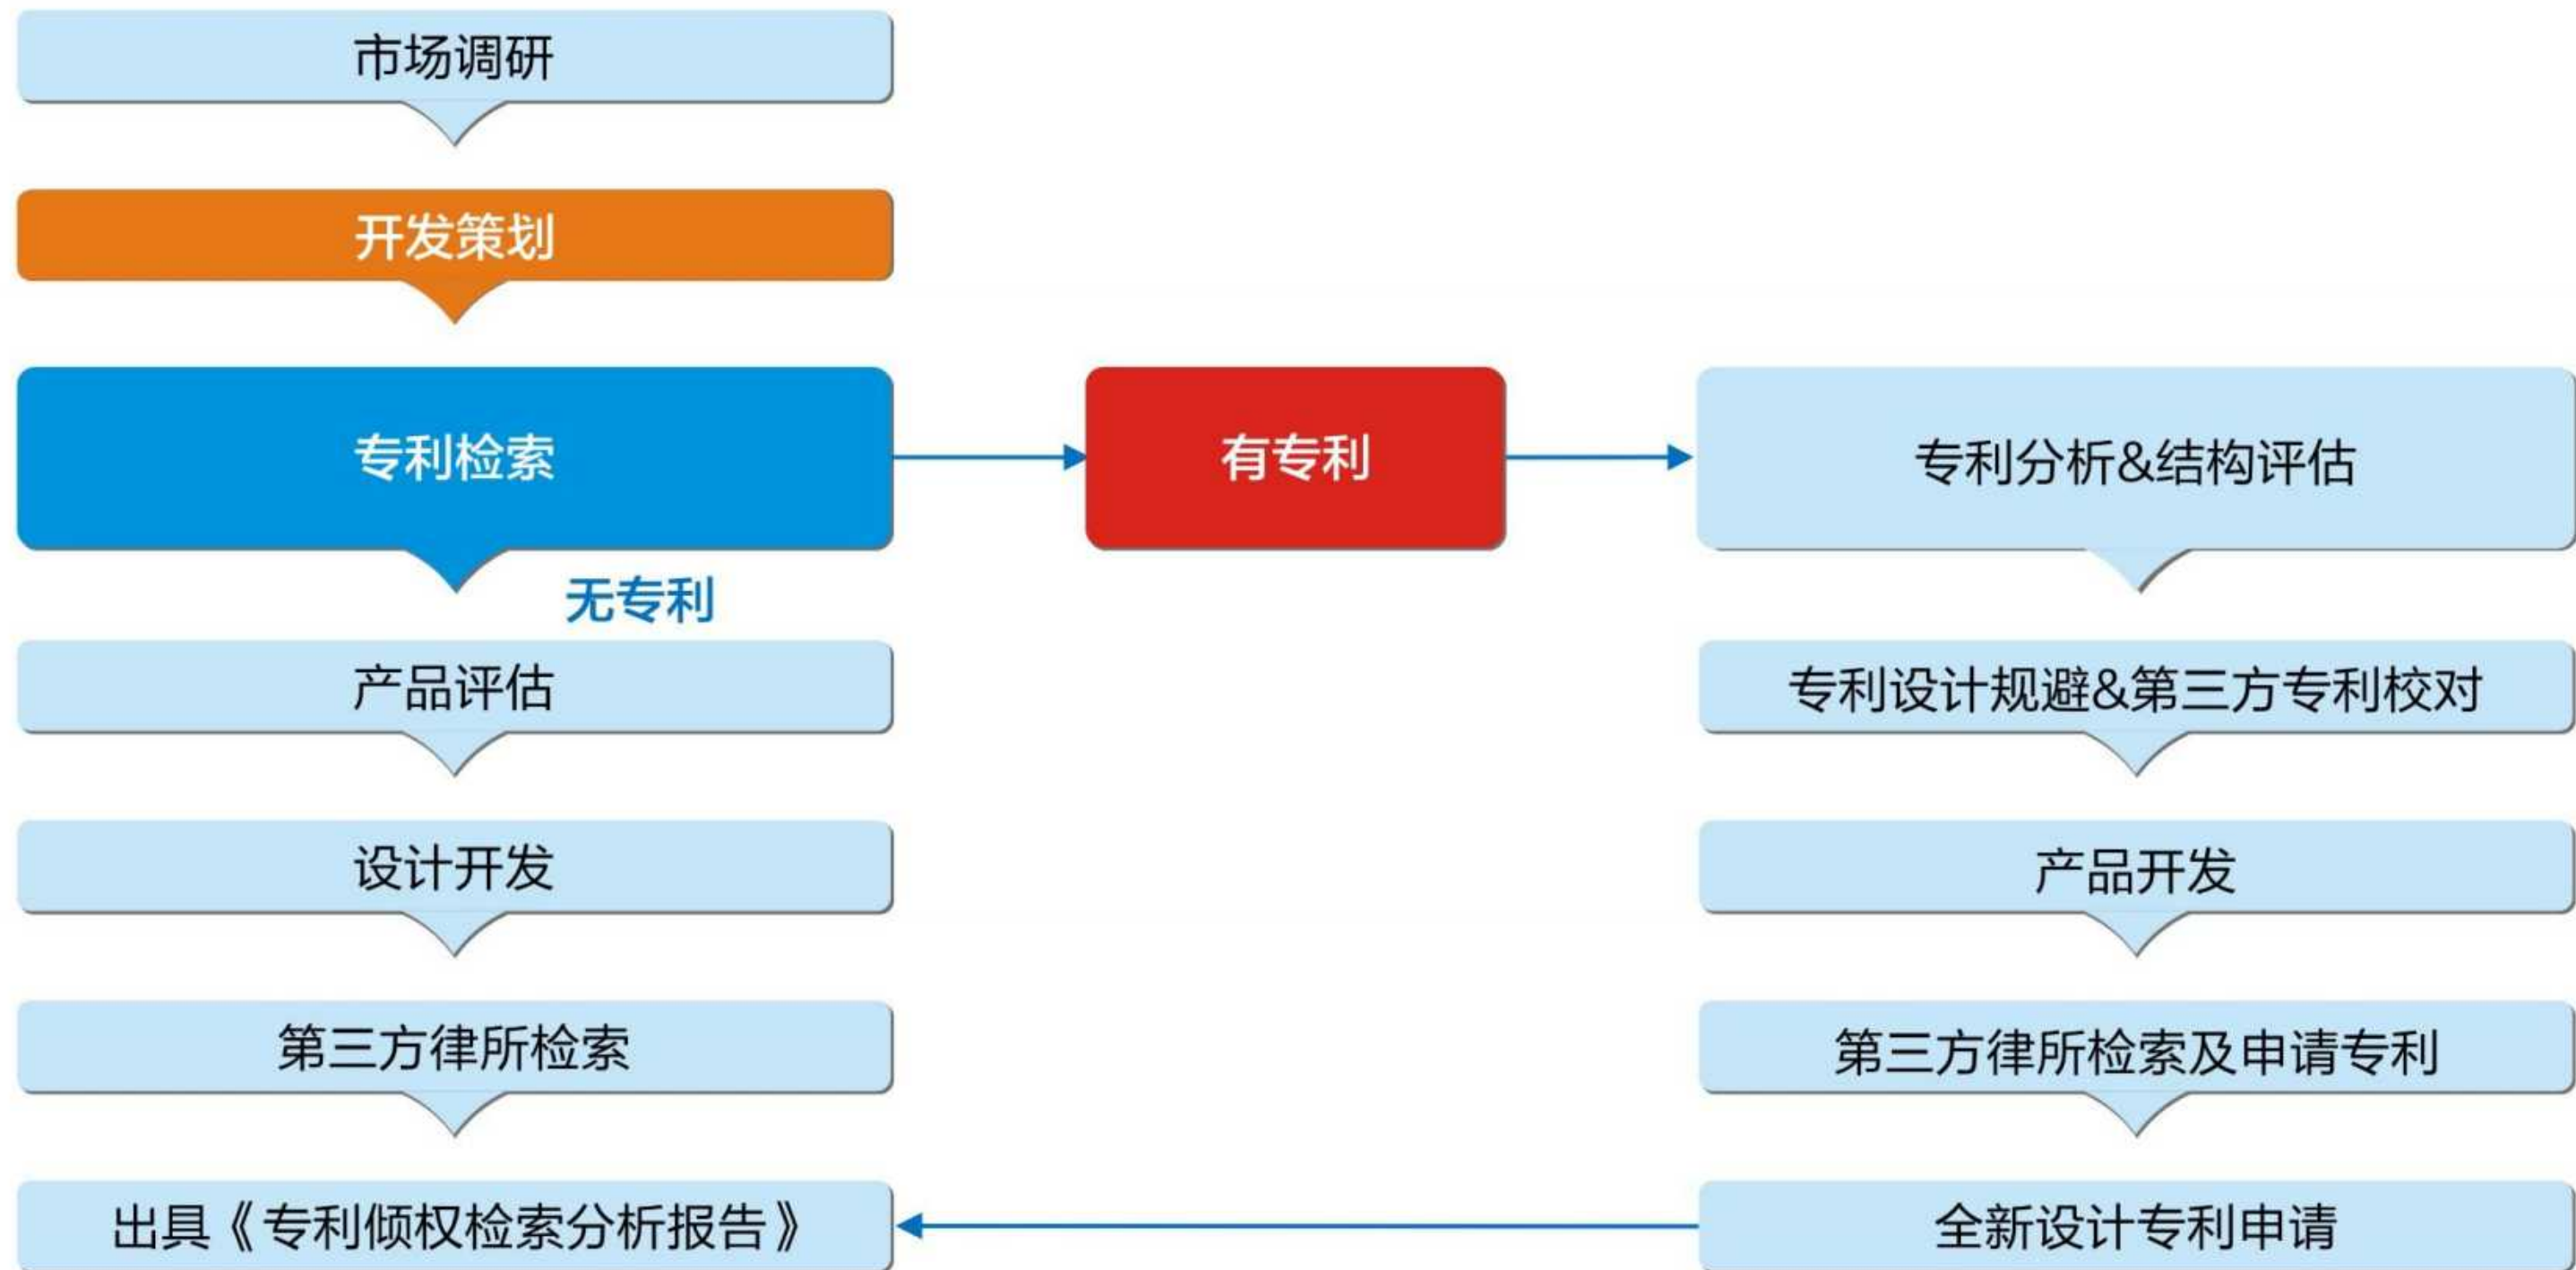 市场调研
开发策划
专利检索
有专利
专利分析&结构评估
无专利
产品评估
专利设计规避&第三方专利校对
设计开发
产品开发
第三方律所检索
第三方律所检索及申请专利
出具《专利倾权检索分析报告》
全新设计专利申请